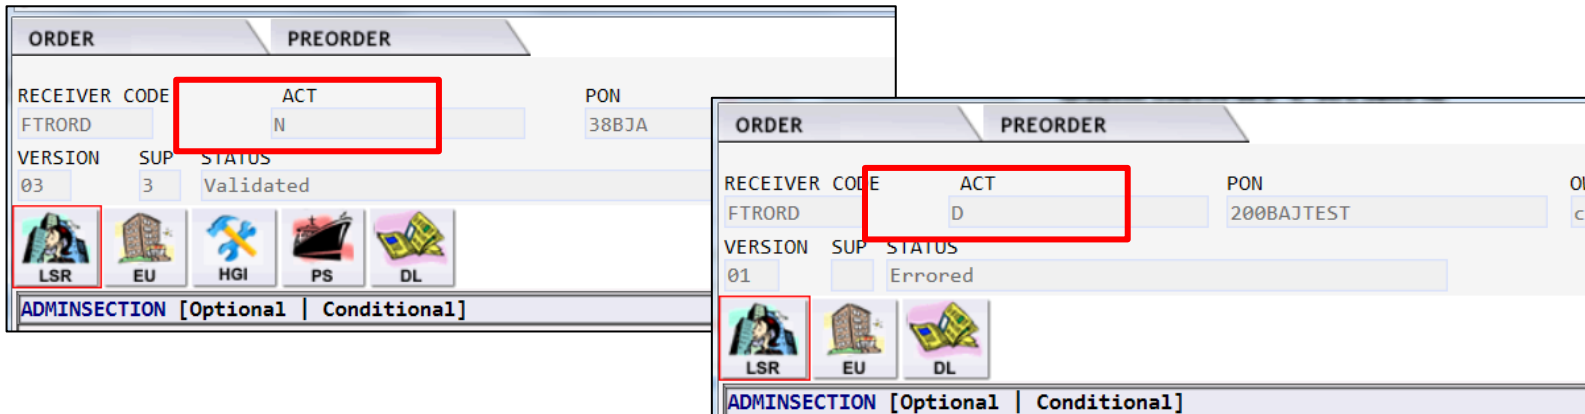 ORDER PREORDER
RECEIVER CODE ACT PON
FTRORD N 38BJA
VERSION SUP STATUS
03 3 Validated
LSR EU HGI PS DL
ADMINSECTION [Optional | Conditional]
ORDER PREORDER
RECEIVER CODE ACT PON
FTRORD D 200BAJTEST
VERSION SUP STATUS
01 Errored
LSR EU DL
ADMINSECTION [Optional | Conditional]